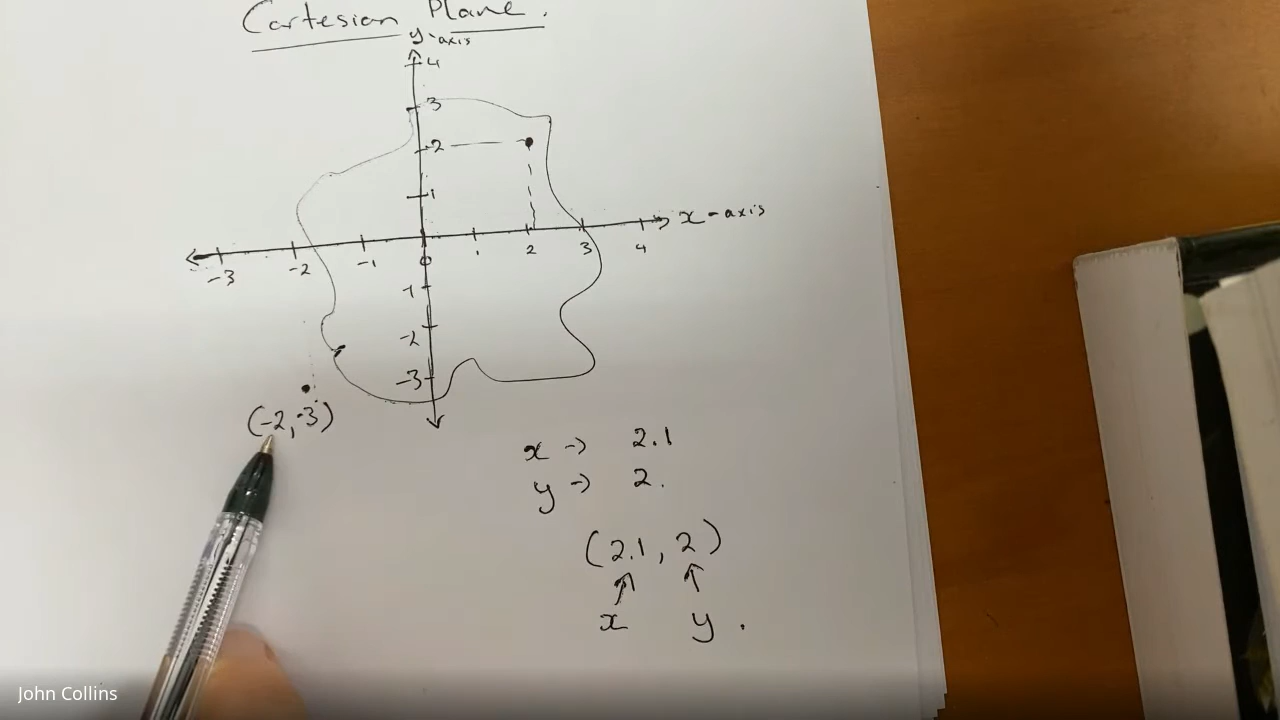 Cartesian Plane.
y-axis
4
3
2
1
x-axis
-3 -2 -1 0 1 2 3 4
-1
-2
-3
(-2,-3)
x → 2.1
y → 2.
(2.1, 2)
x y.
John Collins